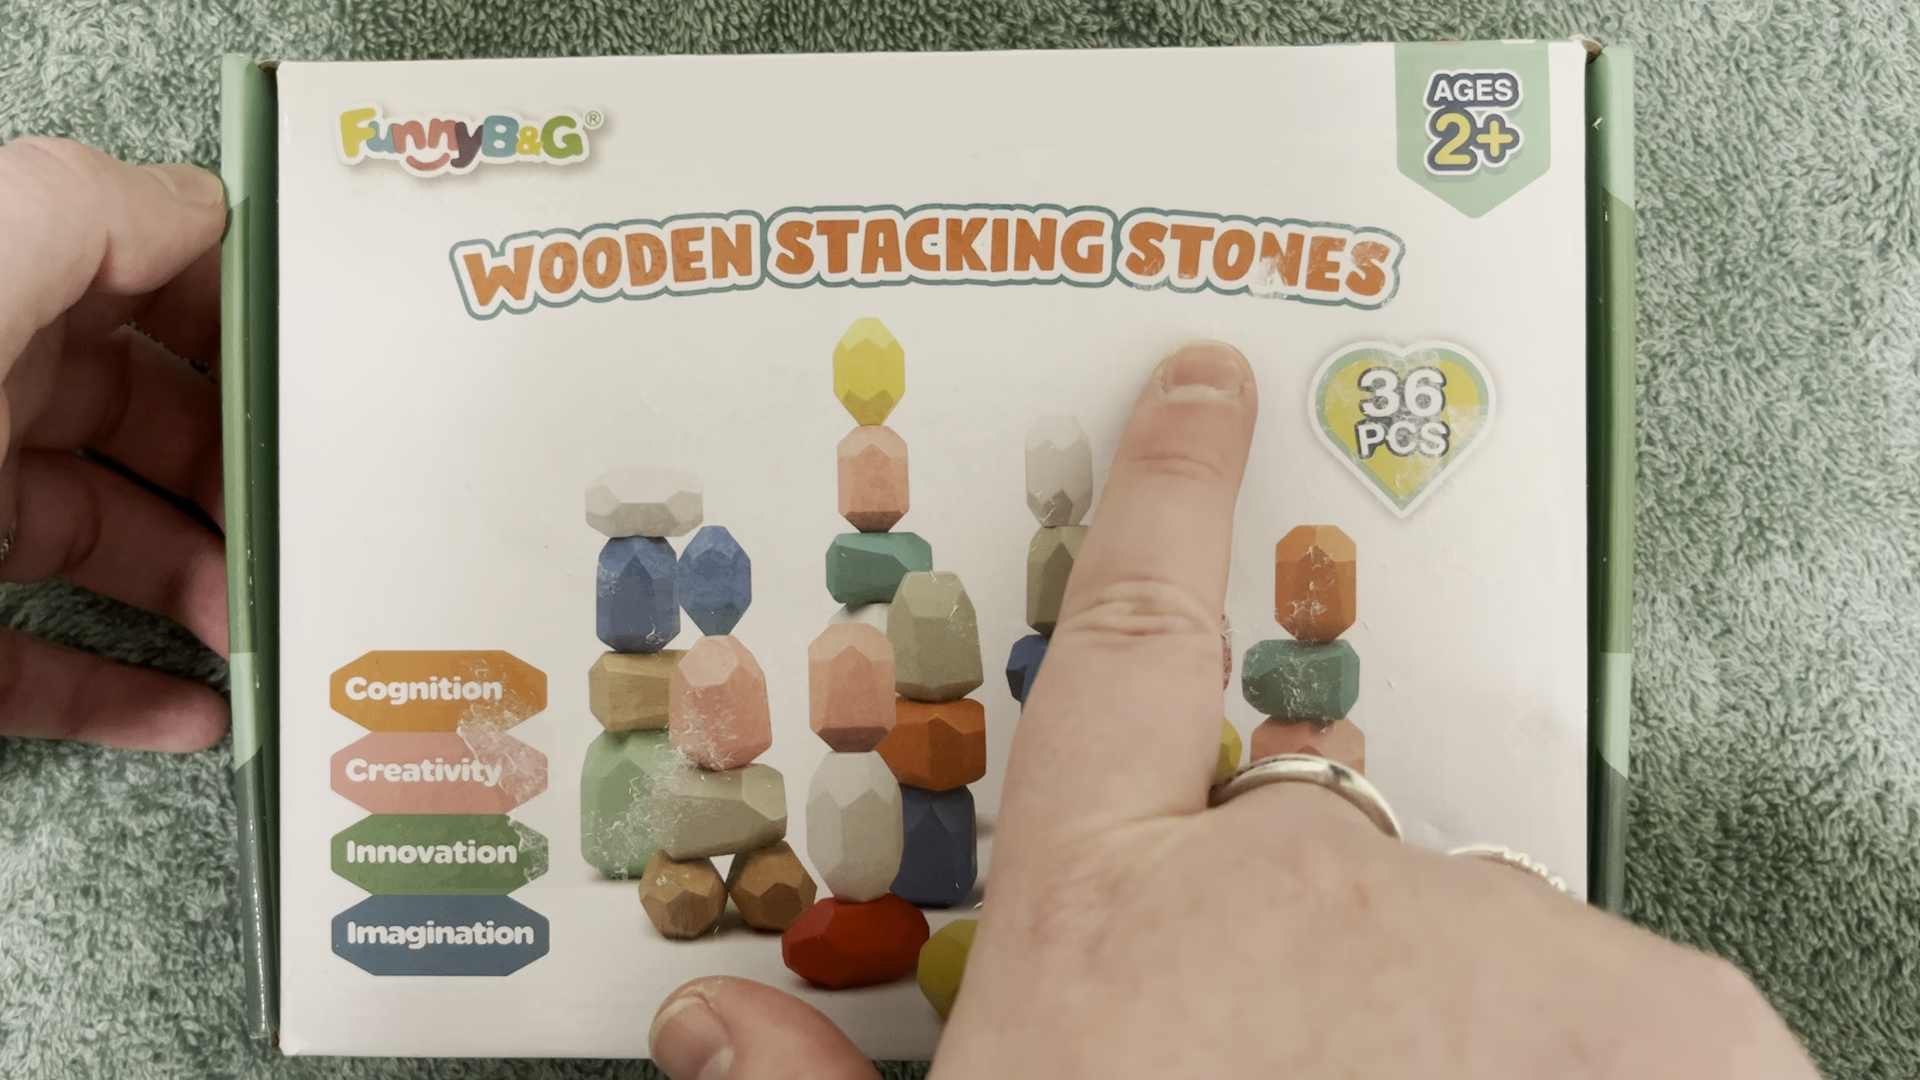 FunnyB&G®
AGES
2+
WOODEN STACKING STONES
36
PCS
Cognition
Creativity
Innovation
Imagination